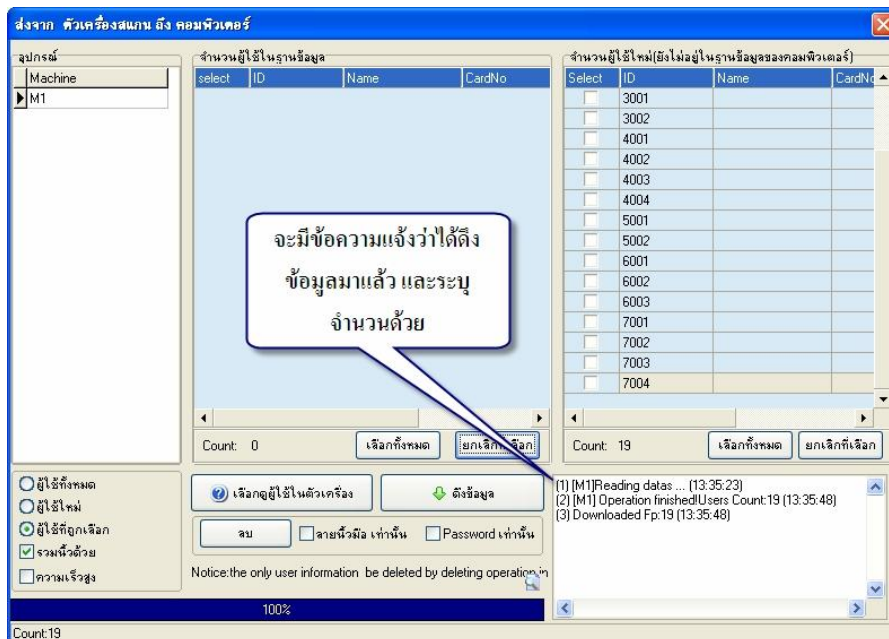 ส่งจาก ตัวเครื่องสแกน ถึง คอมพิวเตอร์
อุปกรณ์
Machine
M1
จำนวนผู้ใช้ในฐานข้อมูล
select ID Name CardNo
Count: 0
เลือกทั้งหมด
ยกเลิกที่เลือก
จำนวนผู้ใช้ใหม่(ยังไม่อยู่ในฐานข้อมูลของคอมพิวเตอร์)
Select ID Name CardNo
3001
3002
4001
4002
4003
4004
5001
5002
6001
6002
6003
7001
7002
7003
7004
Count: 19
เลือกทั้งหมด
ยกเลิกที่เลือก
จะมีข้อความแจ้งว่าได้ดึง
ข้อมูลมาแล้ว และระบุ
จำนวนด้วย
ผู้ใช้ทั้งหมด
ผู้ใช้ใหม่
ผู้ใช้ที่ถูกเลือก
รวมนิ้วด้วย
ความเร็วสูง
เลือกดูผู้ใช้ในตัวเครื่อง
ดึงข้อมูล
ลบ
ลายนิ้วมือ เท่านั้น
Password เท่านั้น
Notice:the only user information be deleted by deleting operation in
(1) [M1]Reading datas ... (13:35:23)
(2) [M1] Operation finished!Users Count:19 (13:35:48)
(3) Downloaded Fp:19 (13:35:48)
100%
Count:19